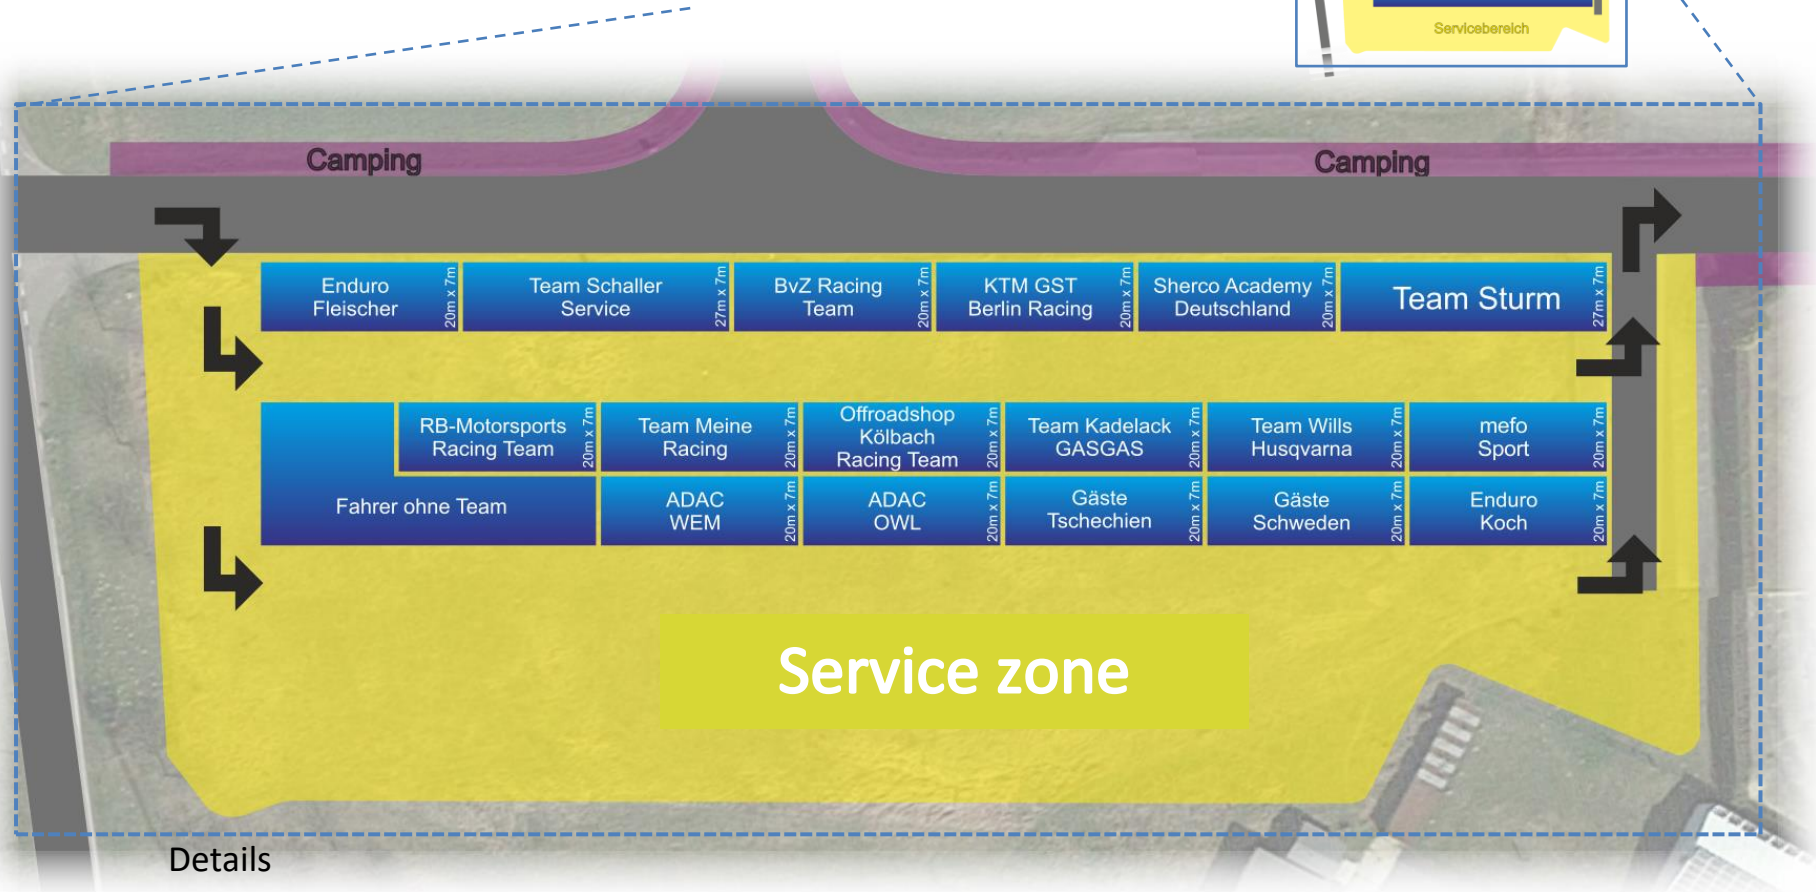 Servicebereich
Camping
Camping
Enduro
Fleischer
20m x 7m
Team Schaller
Service
27m x 7m
BvZ Racing
Team
20m x 7m
KTM GST
Berlin Racing
20m x 7m
Sherco Academy
Deutschland
20m x 7m
Team Sturm
27m x 7m
RB-Motorsports
Racing Team
20m x 7m
Team Meine
Racing
20m x 7m
Offroadshop
Kölbach
Racing Team
20m x 7m
Team Kadelack
GASGAS
20m x 7m
Team Wills
Husqvarna
20m x 7m
mefo
Sport
20m x 7m
Fahrer ohne Team
ADAC
WEM
20m x 7m
ADAC
OWL
20m x 7m
Gäste
Tschechien
20m x 7m
Gäste
Schweden
20m x 7m
Enduro
Koch
20m x 7m
Service zone
Details